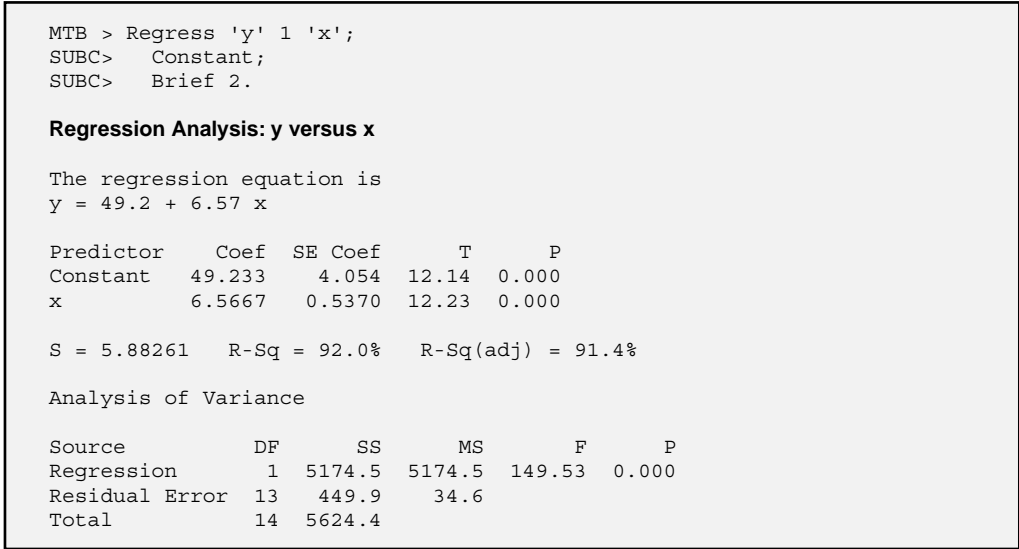 MTB > Regress 'y' 1 'x';
SUBC>   Constant;
SUBC>   Brief 2.
Regression Analysis: y versus x
The regression equation is
y = 49.2 + 6.57 x
Predictor    Coef  SE Coef      T      P
Constant   49.233    4.054  12.14  0.000
x          6.5667   0.5370  12.23  0.000
S = 5.88261   R-Sq = 92.0%   R-Sq(adj) = 91.4%
Analysis of Variance
Source          DF      SS      MS       F      P
Regression       1  5174.5  5174.5  149.53  0.000
Residual Error  13   449.9    34.6
Total           14  5624.4